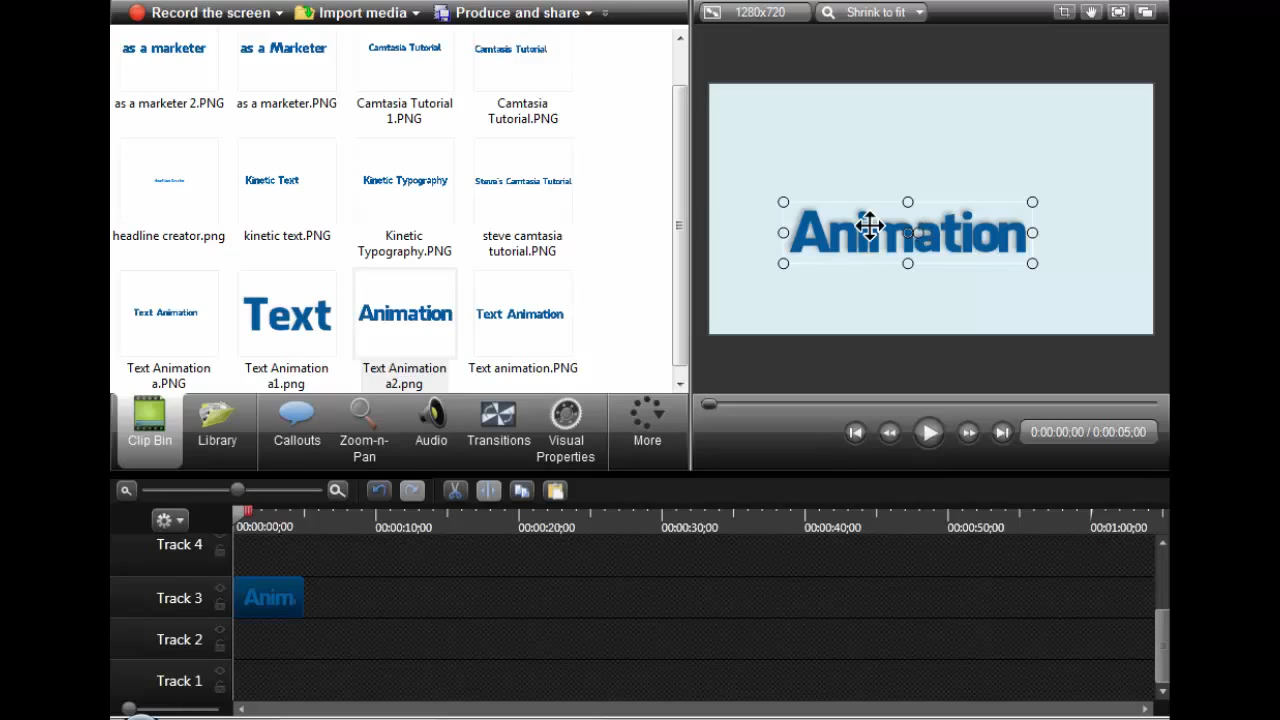 Record the screen
Import media
Produce and share
1280x720
Shrink to fit
as a marketer
as a Marketer
Camtasia Tutorial
Camtasia Tutorial
as a marketer 2.PNG
as a marketer.PNG
Camtasia Tutorial
1.PNG
Camtasia
Tutorial.PNG
Kinetic Text
Kinetic Typography
Steve's Camtasia Tutorial
headline creator.png
kinetic text.PNG
Kinetic
Typography.PNG
steve camtasia
tutorial.PNG
Text Animation
Text
Animation
Text Animation
Text Animation
a.PNG
Text Animation
a1.png
Text Animation
a2.png
Text animation.PNG
Animation
Clip Bin
Library
Callouts
Zoom-n-
Pan
Audio
Transitions
Visual
Properties
More
0:00:00;00 / 0:00:05;00
00:00:00;00
00:00:10;00
00:00:20;00
00:00:30;00
00:00:40;00
00:00:50;00
00:01:00;00
Track 4
Track 3
Anim
Track 2
Track 1